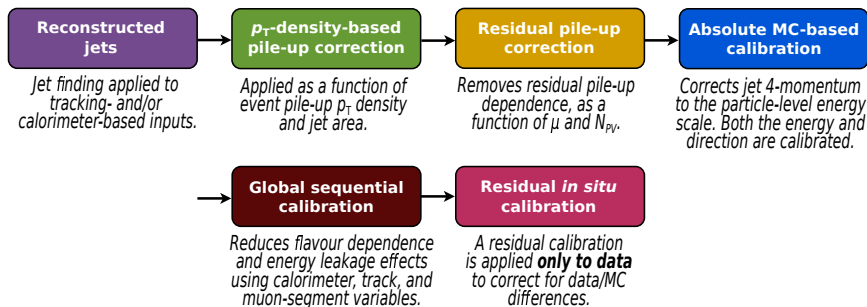 Reconstructed
jets
Jet finding applied to
tracking- and/or
calorimeter-based inputs.
pT-density-based
pile-up correction
Applied as a function of
event pile-up pT density
and jet area.
Residual pile-up
correction
Removes residual pile-up
dependence, as a
function of µ and NPV.
Absolute MC-based
calibration
Corrects jet 4-momentum
to the particle-level energy
scale. Both the energy and
direction are calibrated.
Global sequential
calibration
Reduces flavour dependence
and energy leakage effects
using calorimeter, track, and
muon-segment variables.
Residual in situ
calibration
A residual calibration
is applied only to data
to correct for data/MC
differences.